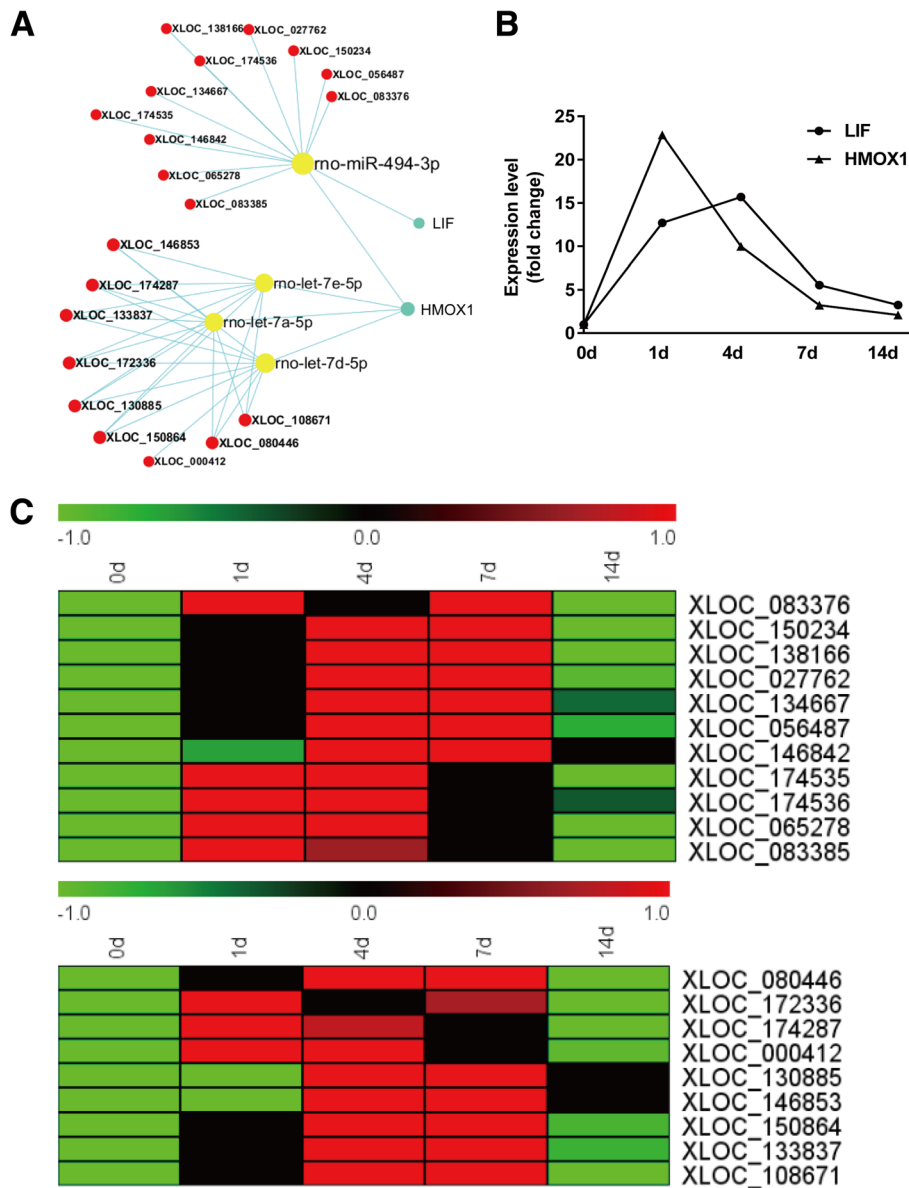 A
XLOC_138166
XLOC_027762
XLOC_174536
XLOC_150234
XLOC_056487
XLOC_134667
XLOC_083376
XLOC_174535
XLOC_146842
rno-miR-494-3p
XLOC_065278
XLOC_083385
LIF
XLOC_146853
XLOC_174287
rno-let-7e-5p
XLOC_133837
rno-let-7a-5p
HMOX1
XLOC_172336
rno-let-7d-5p
XLOC_130885
XLOC_108671
XLOC_150864
XLOC_080446
XLOC_000412
B
Expression level
(fold change)
25
20
15
10
5
0
0d 1d 4d 7d 14d
LIF
HMOX1
C
-1.0 0.0 1.0
0d 1d 4d 7d 14d
XLOC_083376
XLOC_150234
XLOC_138166
XLOC_027762
XLOC_134667
XLOC_056487
XLOC_146842
XLOC_174535
XLOC_174536
XLOC_065278
XLOC_083385
-1.0 0.0 1.0
0d 1d 4d 7d 14d
XLOC_080446
XLOC_172336
XLOC_174287
XLOC_000412
XLOC_130885
XLOC_146853
XLOC_150864
XLOC_133837
XLOC_108671